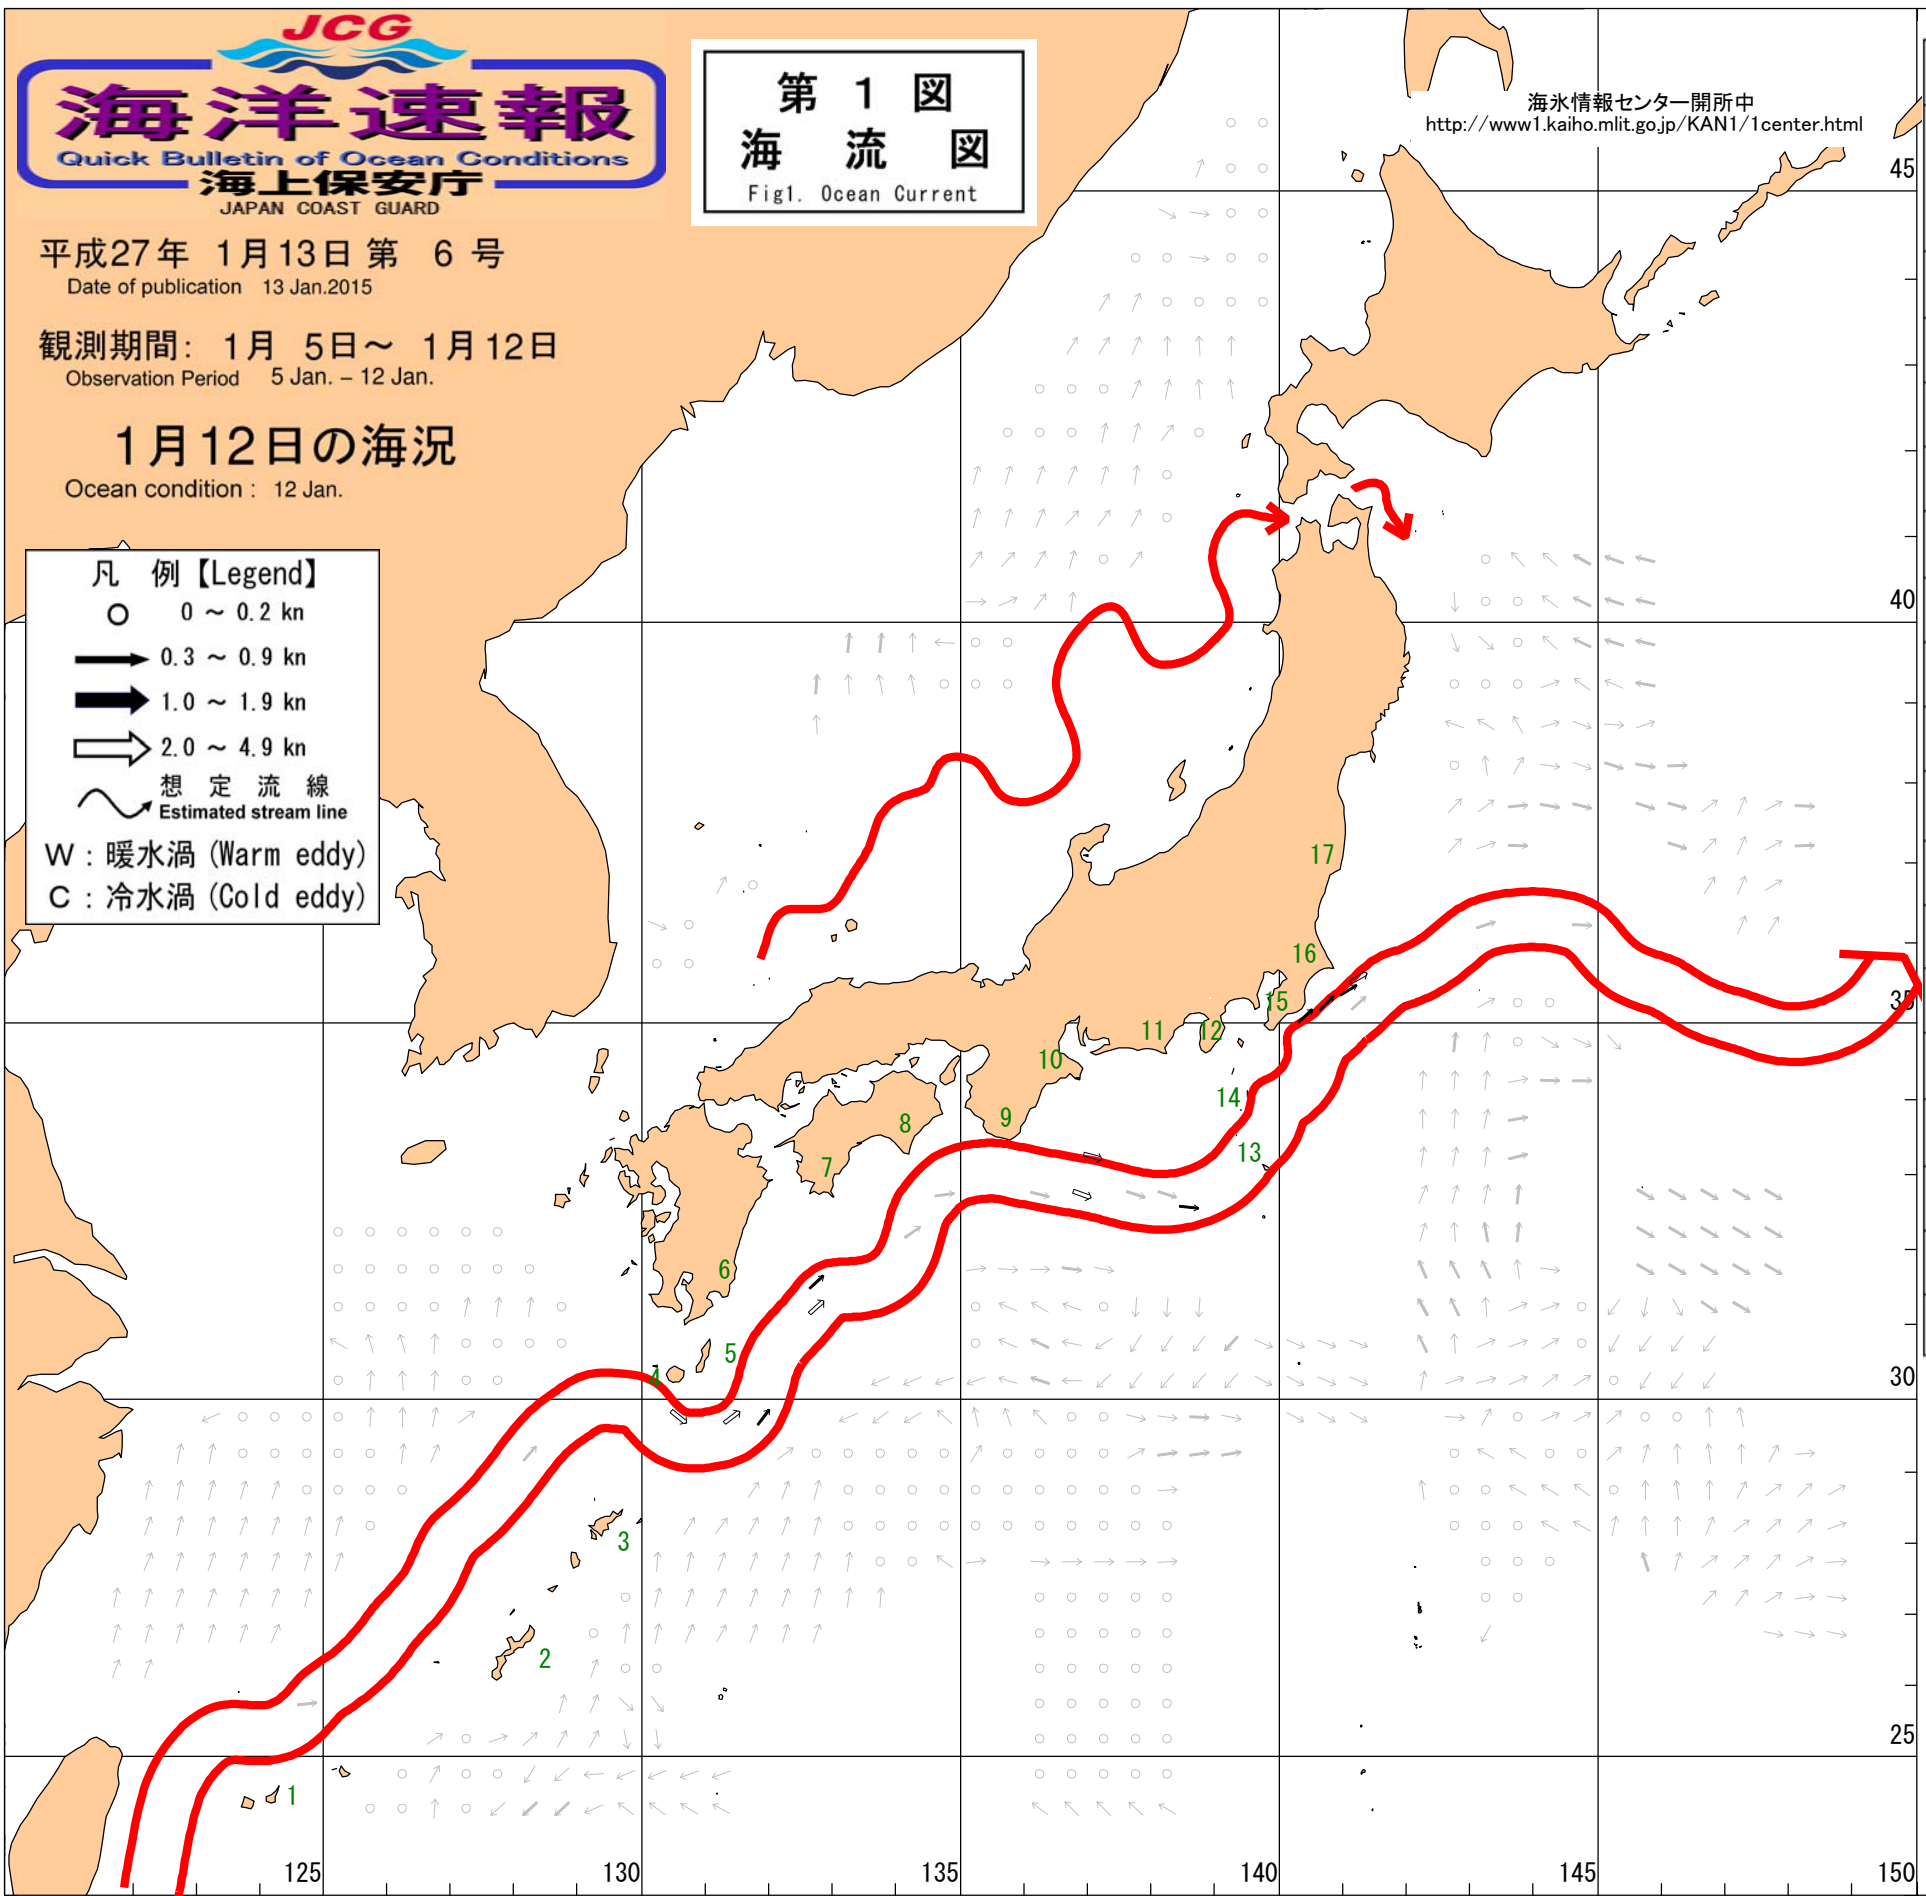 JCG
海洋速報
Quick Bulletin of Ocean Conditions
海上保安庁
JAPAN COAST GUARD
平成27年 1月13日 第 6 号
Date of publication 13 Jan.2015
観測期間: 1月 5日～ 1月12日
Observation Period 5 Jan. – 12 Jan.
1月12日の海況
Ocean condition : 12 Jan.
第 1 図
海 流 図
Fig1. Ocean Current
海氷情報センター開所中
http://www1.kaiho.mlit.go.jp/KAN1/1center.html
凡 例【Legend】
0 ～ 0.2 kn
0.3 ～ 0.9 kn
1.0 ～ 1.9 kn
2.0 ～ 4.9 kn
想 定 流 線
Estimated stream line
W : 暖水渦 (Warm eddy)
C : 冷水渦 (Cold eddy)
45
40
17
16
35
15
14
13
12
11
10
9
8
7
6
5
4
30
3
2
25
1
125
130
135
140
145
150